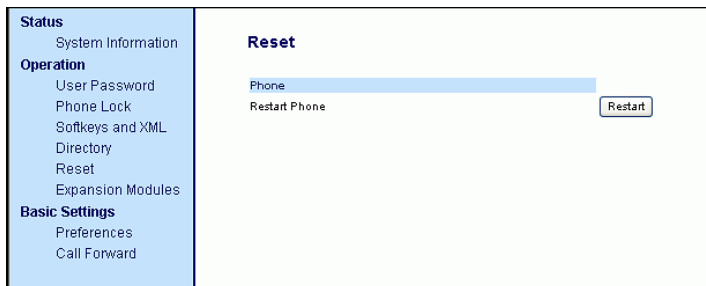 Status
System Information
Operation
User Password
Phone Lock
Softkeys and XML
Directory
Reset
Expansion Modules
Basic Settings
Preferences
Call Forward
Reset
Phone
Restart Phone
Restart